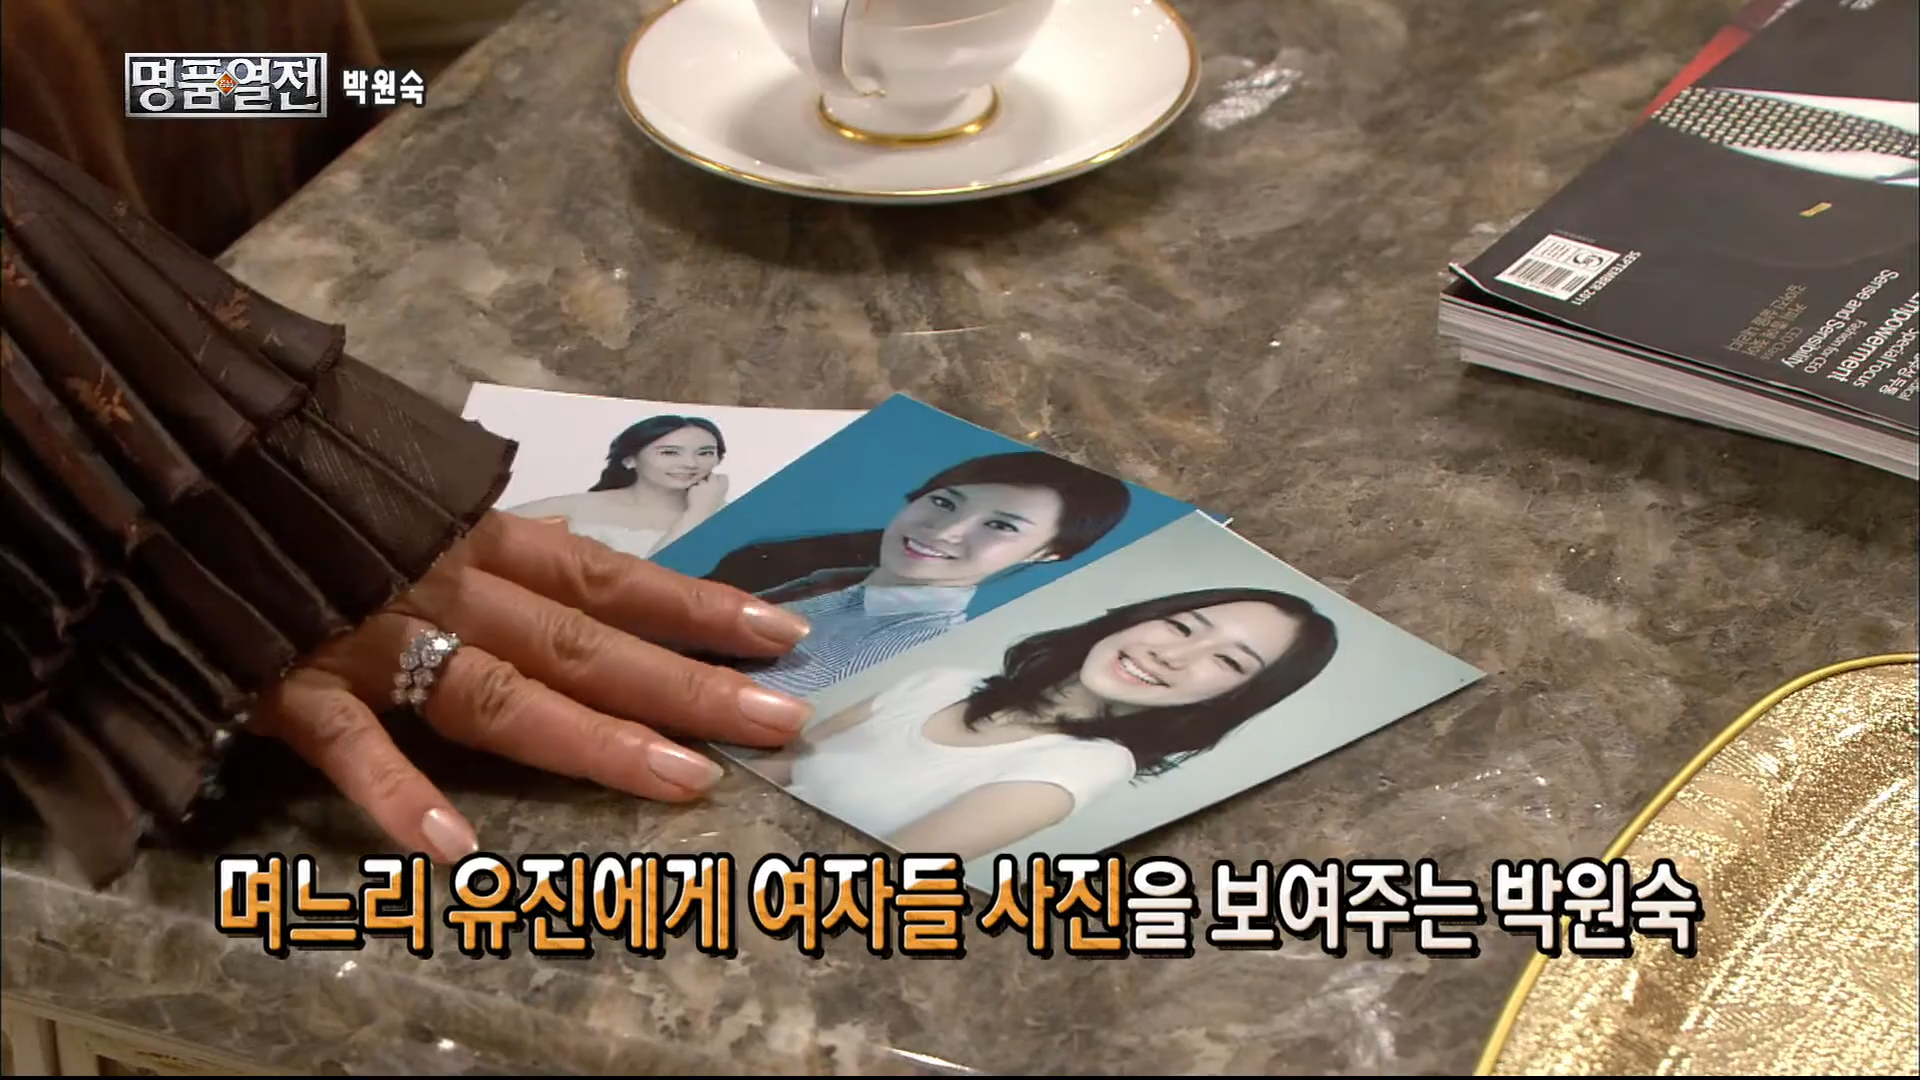 명품열전 박원숙
SEPTEMBER 2011
Sense and Sensibility
Fashion for CEO
Empowerment
Special Focus
며느리 유진에게 여자들 사진을 보여주는 박원숙